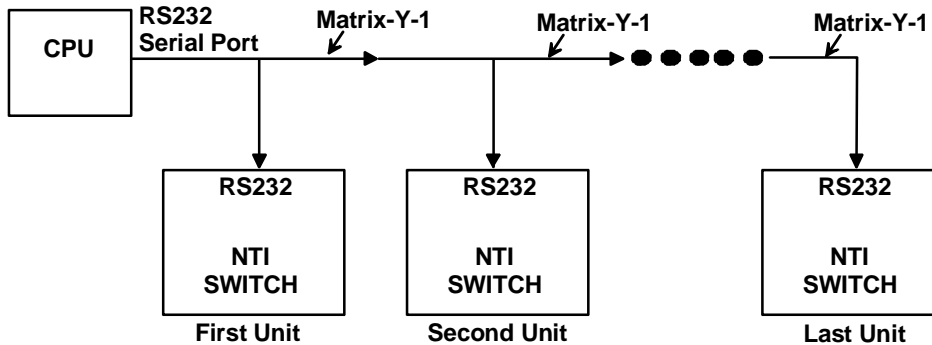 CPU
RS232
Serial Port
Matrix-Y-1
Matrix-Y-1
Matrix-Y-1
RS232
NTI
SWITCH
First Unit
RS232
NTI
SWITCH
Second Unit
RS232
NTI
SWITCH
Last Unit